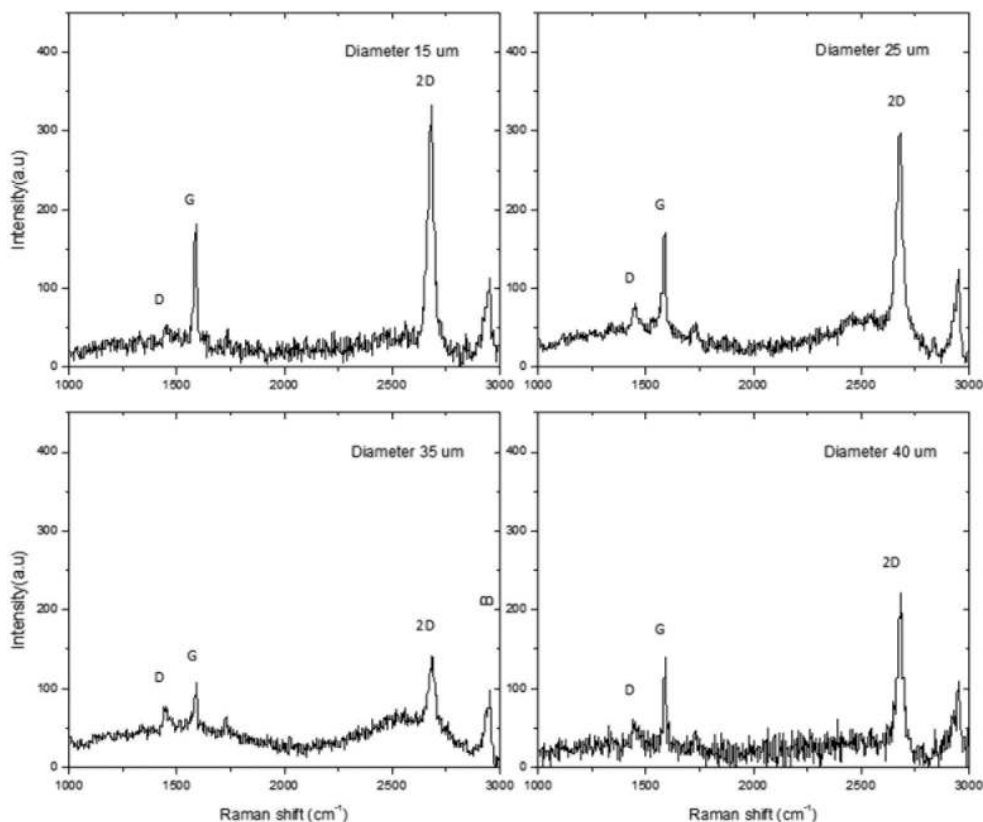 Diameter 15 um
2D
G
D
Intensity(a.u)
400
300
200
100
0
1000
1500
2000
2500
3000
Diameter 25 um
2D
G
D
400
300
200
100
0
1000
1500
2000
2500
3000
Diameter 35 um
B
2D
G
D
Intensity(a.u)
400
300
200
100
0
1000
1500
2000
2500
3000
Raman shift (cm⁻¹)
Diameter 40 um
2D
G
D
400
300
200
100
0
1000
1500
2000
2500
3000
Raman shift (cm⁻¹)